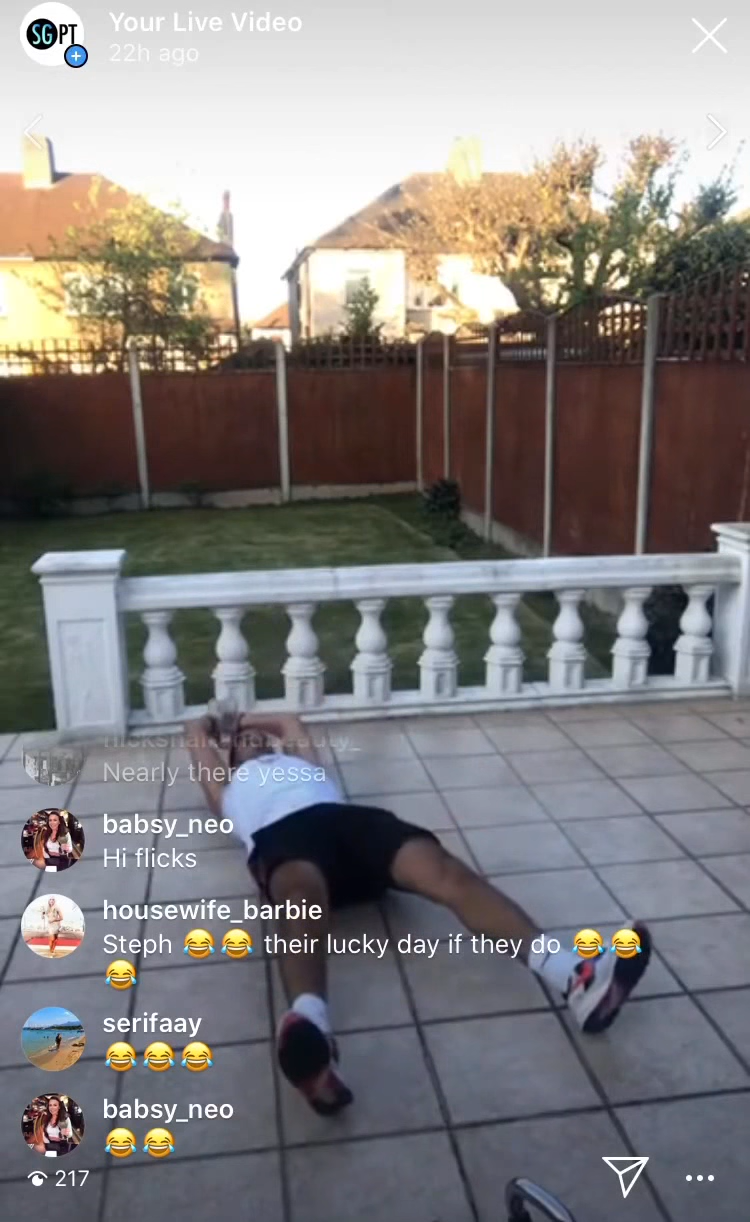 SGPT
Your Live Video
22h ago
Nearly there yessa
babsy_neo
Hi flicks
housewife_barbie
Steph 😂😂 their lucky day if they do 😂😂
😂
serifaay
😂😂😂
babsy_neo
😂😂
217